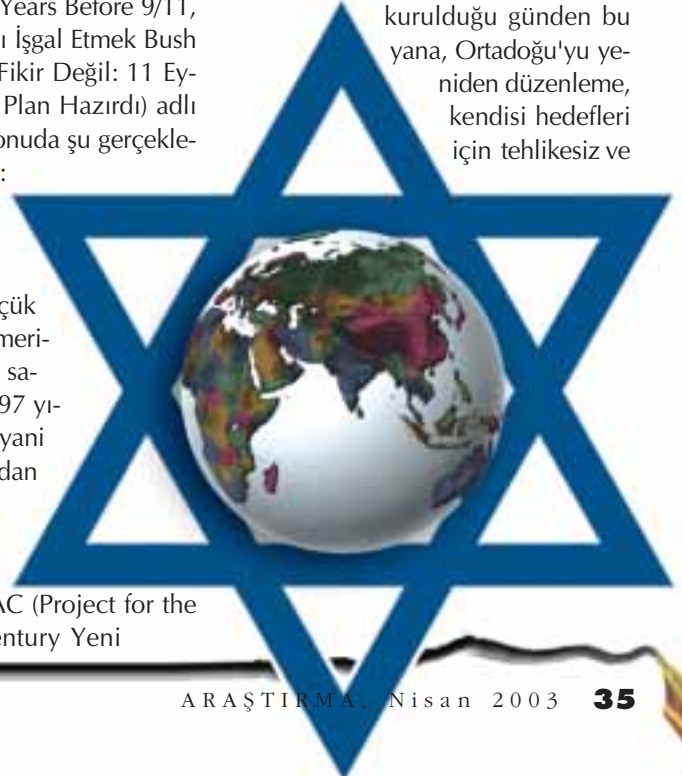 Years Before 9/11,
ı İşgal Etmek Bush
Fikir Değil: 11 Ey-
Plan Hazırdı) adlı
onuda şu gerçekle-
:
çük
meri-
sa-
97 yı-
yani
dan
AC (Project for the
entury Yeni
kurulduğu günden bu
yana, Ortadoğu'yu ye-
niden düzenleme,
kendisi hedefleri
için tehlikesiz ve
ARAŞTIRMA, Nisan 2003 35